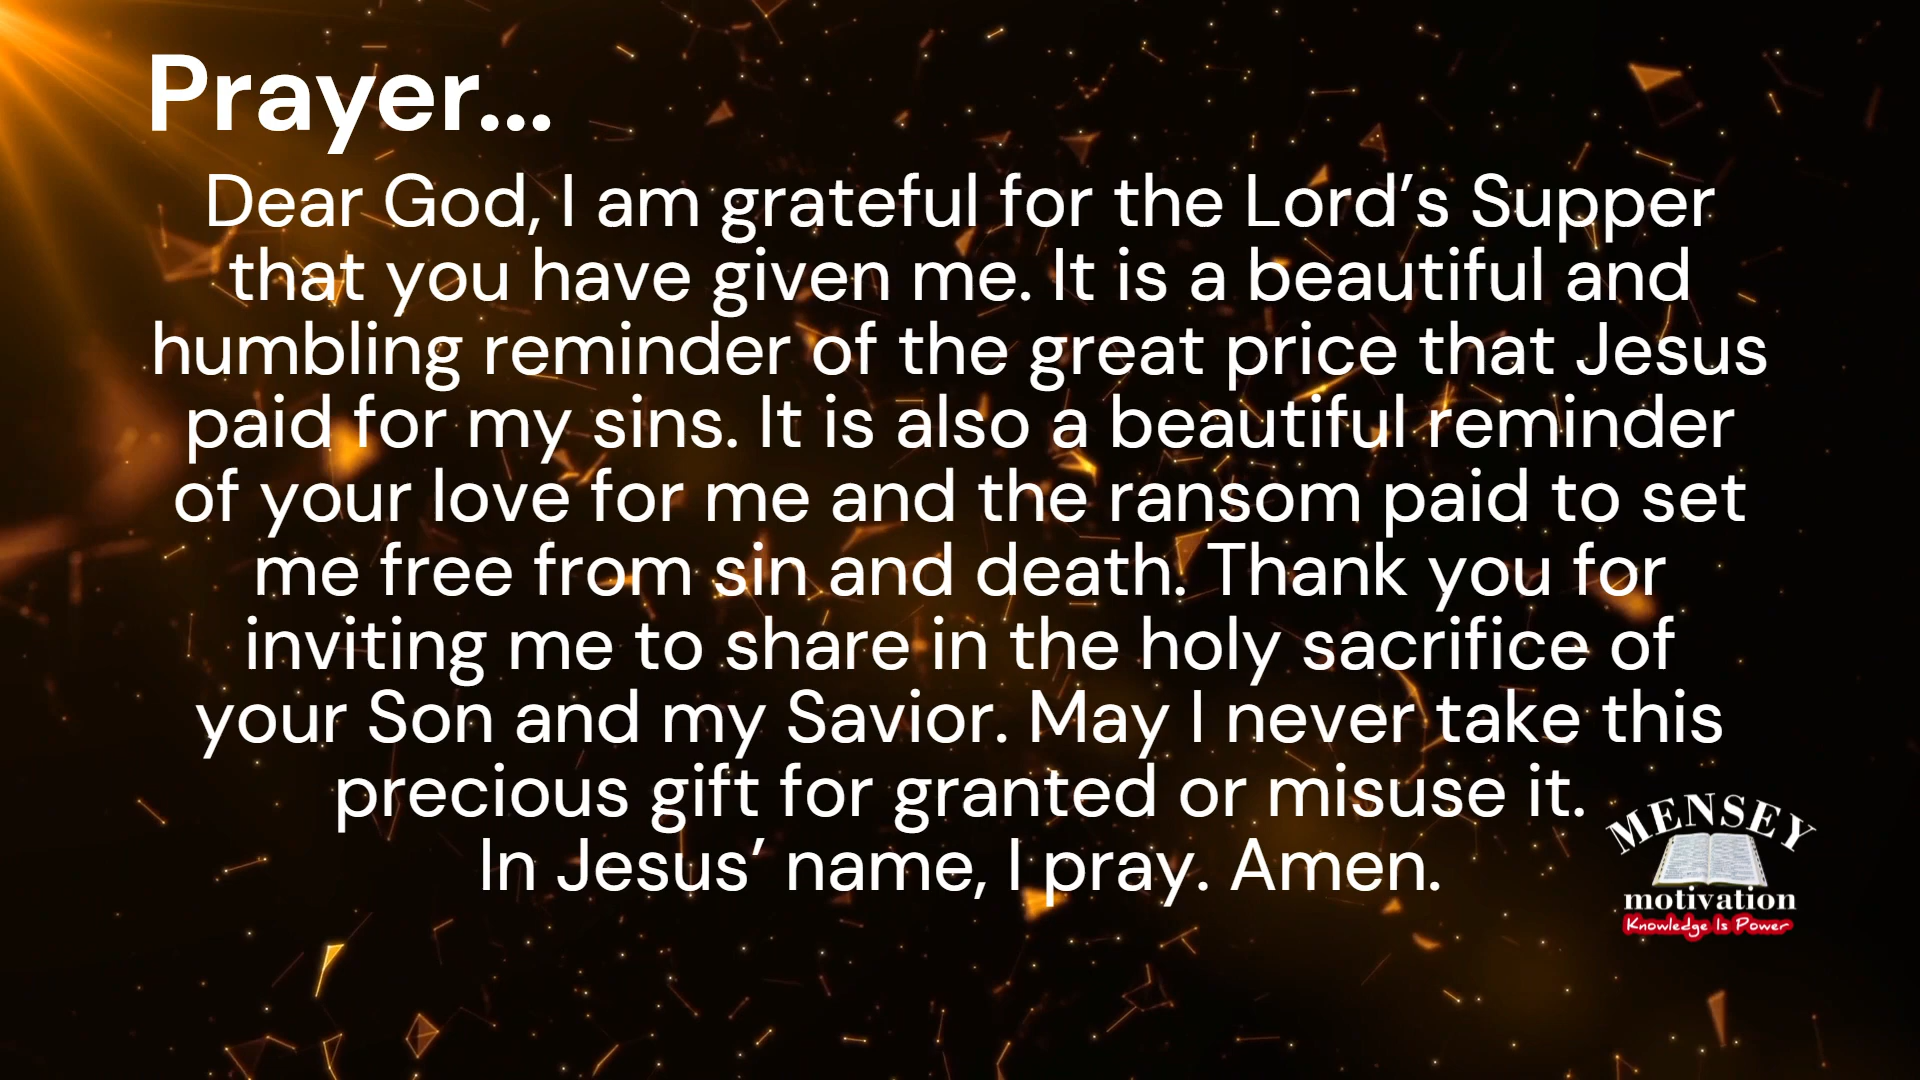 Prayer...
Dear God, I am grateful for the Lord’s Supper
that you have given me. It is a beautiful and
humbling reminder of the great price that Jesus
paid for my sins. It is also a beautiful reminder
of your love for me and the ransom paid to set
me free from sin and death. Thank you for
inviting me to share in the holy sacrifice of
your Son and my Savior. May I never take this
precious gift for granted or misuse it.
In Jesus’ name, I pray. Amen.
MENSEY
motivation
Knowledge Is Power